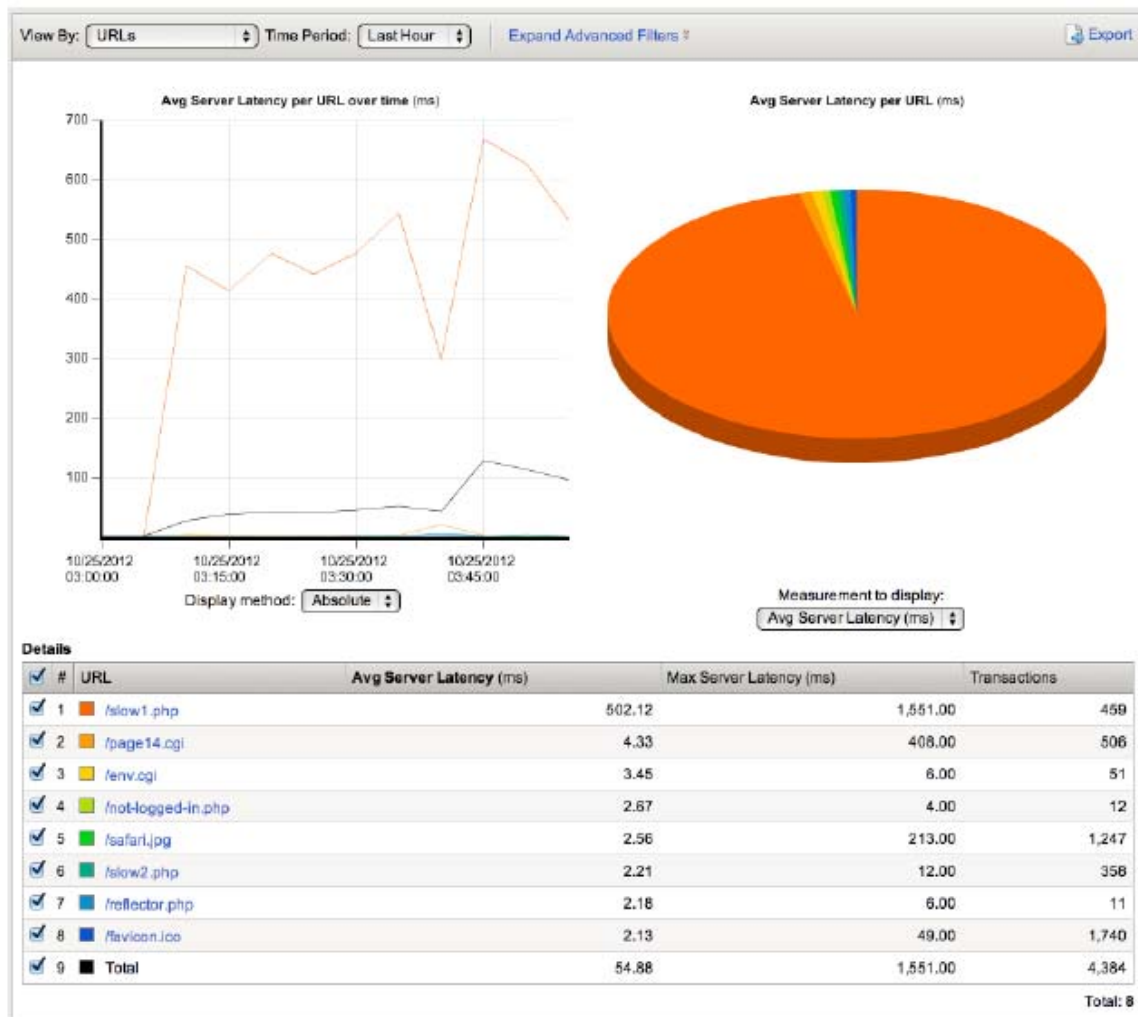 View By: URLs Time Period: Last Hour Expand Advanced Filters Export
Avg Server Latency per URL over time (ms)
700
600
500
400
300
200
100
10/25/2012 10/25/2012 10/25/2012 10/25/2012
03:00:00 03:15:00 03:30:00 03:45:00
Display method: Absolute
Avg Server Latency per URL (ms)
Measurement to display:
Avg Server Latency (ms)
Details
# URL Avg Server Latency (ms) Max Server Latency (ms) Transactions
1 /slow1.php 502.12 1,551.00 459
2 /page14.cgi 4.33 408.00 506
3 /env.cgi 3.45 6.00 51
4 /not-logged-in.php 2.67 4.00 12
5 /safari.jpg 2.56 213.00 1,247
6 /slow2.php 2.21 12.00 358
7 /reflector.php 2.18 6.00 11
8 /favicon.ico 2.13 49.00 1,740
9 Total 54.88 1,551.00 4,384
Total: 8